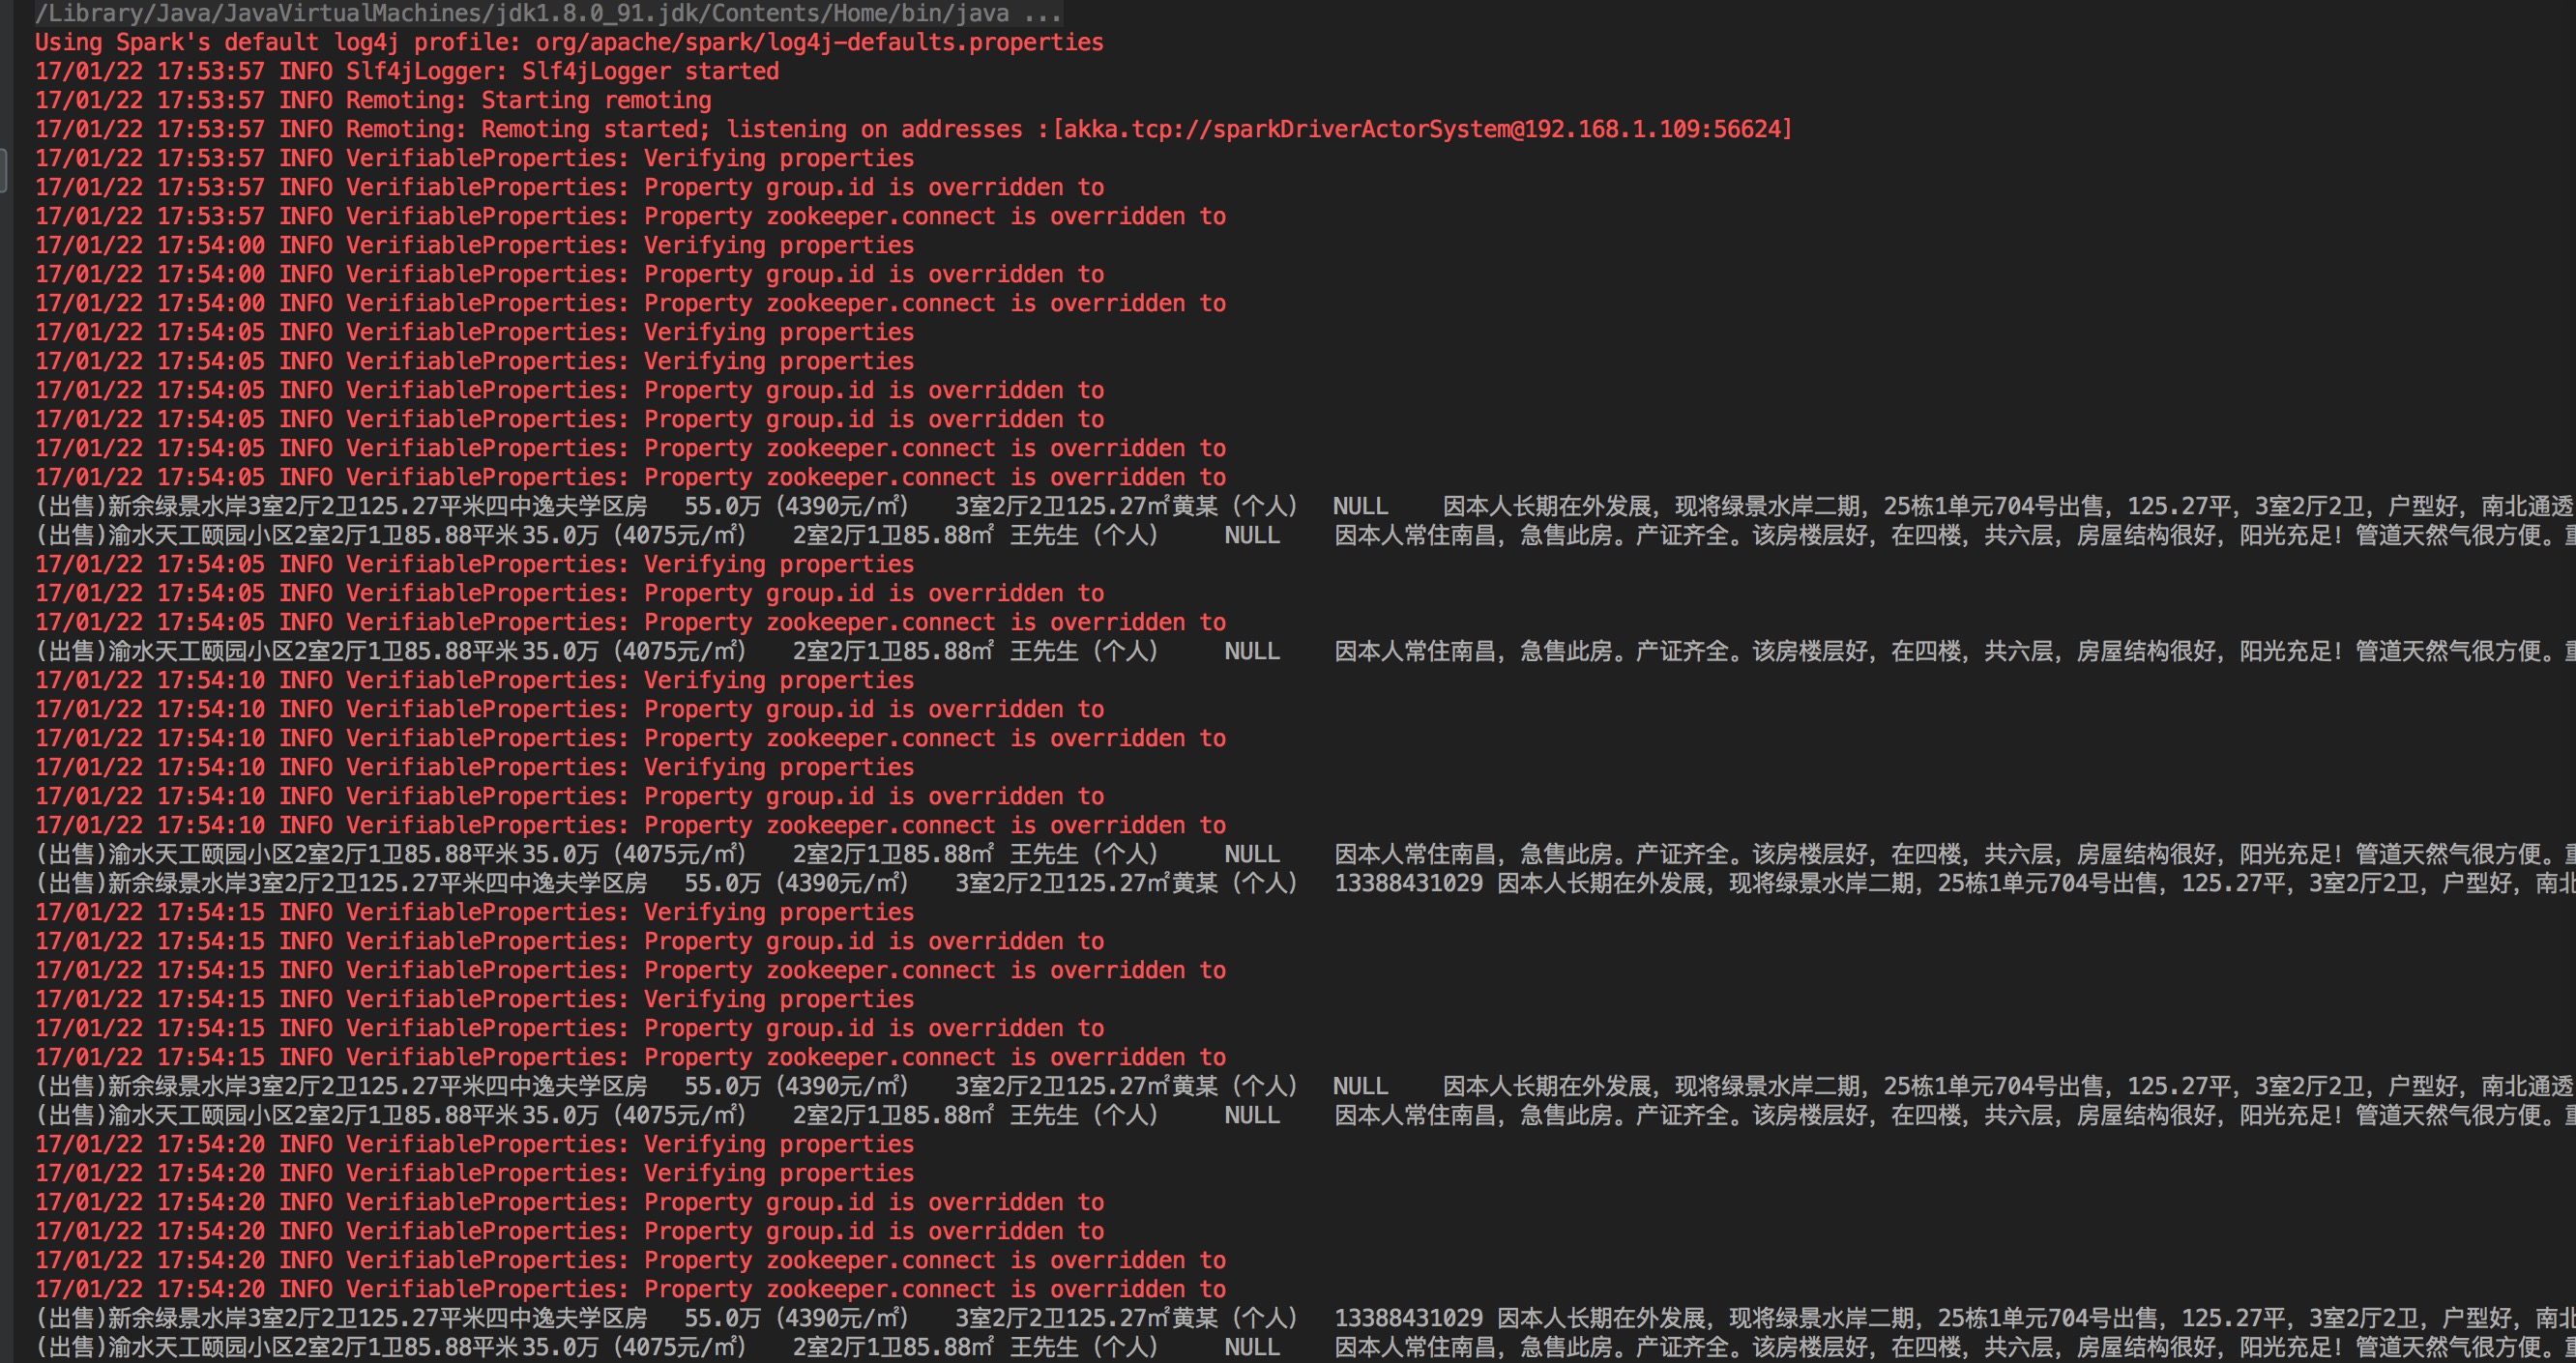 /Library/Java/JavaVirtualMachines/jdk1.8.0_91.jdk/Contents/Home/bin/java ...
Using Spark's default log4j profile: org/apache/spark/log4j-defaults.properties
17/01/22 17:53:57 INFO Slf4jLogger: Slf4jLogger started
17/01/22 17:53:57 INFO Remoting: Starting remoting
17/01/22 17:53:57 INFO Remoting: Remoting started; listening on addresses :[akka.tcp://sparkDriverActorSystem@192.168.1.109:56624]
17/01/22 17:53:57 INFO VerifiableProperties: Verifying properties
17/01/22 17:53:57 INFO VerifiableProperties: Property group.id is overridden to
17/01/22 17:53:57 INFO VerifiableProperties: Property zookeeper.connect is overridden to
17/01/22 17:54:00 INFO VerifiableProperties: Verifying properties
17/01/22 17:54:00 INFO VerifiableProperties: Property group.id is overridden to
17/01/22 17:54:00 INFO VerifiableProperties: Property zookeeper.connect is overridden to
17/01/22 17:54:05 INFO VerifiableProperties: Verifying properties
17/01/22 17:54:05 INFO VerifiableProperties: Verifying properties
17/01/22 17:54:05 INFO VerifiableProperties: Property group.id is overridden to
17/01/22 17:54:05 INFO VerifiableProperties: Property group.id is overridden to
17/01/22 17:54:05 INFO VerifiableProperties: Property zookeeper.connect is overridden to
17/01/22 17:54:05 INFO VerifiableProperties: Property zookeeper.connect is overridden to
(出售)新余绿景水岸3室2厅2卫125.27平米四中逸夫学区房 55.0万（4390元/㎡） 3室2厅2卫125.27㎡黄某（个人） NULL 因本人长期在外发展，现将绿景水岸二期，25栋1单元704号出售，125.27平，3室2厅2卫，户型好，南北通透
(出售)渝水天工颐园小区2室2厅1卫85.88平米35.0万（4075元/㎡） 2室2厅1卫85.88㎡ 王先生（个人） NULL 因本人常住南昌，急售此房。产证齐全。该房楼层好，在四楼，共六层，房屋结构很好，阳光充足！管道天然气很方便。重
17/01/22 17:54:05 INFO VerifiableProperties: Verifying properties
17/01/22 17:54:05 INFO VerifiableProperties: Property group.id is overridden to
17/01/22 17:54:05 INFO VerifiableProperties: Property zookeeper.connect is overridden to
(出售)渝水天工颐园小区2室2厅1卫85.88平米35.0万（4075元/㎡） 2室2厅1卫85.88㎡ 王先生（个人） NULL 因本人常住南昌，急售此房。产证齐全。该房楼层好，在四楼，共六层，房屋结构很好，阳光充足！管道天然气很方便。重
17/01/22 17:54:10 INFO VerifiableProperties: Verifying properties
17/01/22 17:54:10 INFO VerifiableProperties: Property group.id is overridden to
17/01/22 17:54:10 INFO VerifiableProperties: Property zookeeper.connect is overridden to
17/01/22 17:54:10 INFO VerifiableProperties: Verifying properties
17/01/22 17:54:10 INFO VerifiableProperties: Property group.id is overridden to
17/01/22 17:54:10 INFO VerifiableProperties: Property zookeeper.connect is overridden to
(出售)渝水天工颐园小区2室2厅1卫85.88平米35.0万（4075元/㎡） 2室2厅1卫85.88㎡ 王先生（个人） NULL 因本人常住南昌，急售此房。产证齐全。该房楼层好，在四楼，共六层，房屋结构很好，阳光充足！管道天然气很方便。重
(出售)新余绿景水岸3室2厅2卫125.27平米四中逸夫学区房 55.0万（4390元/㎡） 3室2厅2卫125.27㎡黄某（个人） 13388431029 因本人长期在外发展，现将绿景水岸二期，25栋1单元704号出售，125.27平，3室2厅2卫，户型好，南北
17/01/22 17:54:15 INFO VerifiableProperties: Verifying properties
17/01/22 17:54:15 INFO VerifiableProperties: Property group.id is overridden to
17/01/22 17:54:15 INFO VerifiableProperties: Property zookeeper.connect is overridden to
17/01/22 17:54:15 INFO VerifiableProperties: Verifying properties
17/01/22 17:54:15 INFO VerifiableProperties: Property group.id is overridden to
17/01/22 17:54:15 INFO VerifiableProperties: Property zookeeper.connect is overridden to
(出售)新余绿景水岸3室2厅2卫125.27平米四中逸夫学区房 55.0万（4390元/㎡） 3室2厅2卫125.27㎡黄某（个人） NULL 因本人长期在外发展，现将绿景水岸二期，25栋1单元704号出售，125.27平，3室2厅2卫，户型好，南北通透
(出售)渝水天工颐园小区2室2厅1卫85.88平米35.0万（4075元/㎡） 2室2厅1卫85.88㎡ 王先生（个人） NULL 因本人常住南昌，急售此房。产证齐全。该房楼层好，在四楼，共六层，房屋结构很好，阳光充足！管道天然气很方便。重
17/01/22 17:54:20 INFO VerifiableProperties: Verifying properties
17/01/22 17:54:20 INFO VerifiableProperties: Verifying properties
17/01/22 17:54:20 INFO VerifiableProperties: Property group.id is overridden to
17/01/22 17:54:20 INFO VerifiableProperties: Property group.id is overridden to
17/01/22 17:54:20 INFO VerifiableProperties: Property zookeeper.connect is overridden to
17/01/22 17:54:20 INFO VerifiableProperties: Property zookeeper.connect is overridden to
(出售)新余绿景水岸3室2厅2卫125.27平米四中逸夫学区房 55.0万（4390元/㎡） 3室2厅2卫125.27㎡黄某（个人） 13388431029 因本人长期在外发展，现将绿景水岸二期，25栋1单元704号出售，125.27平，3室2厅2卫，户型好，南北
(出售)渝水天工颐园小区2室2厅1卫85.88平米35.0万（4075元/㎡） 2室2厅1卫85.88㎡ 王先生（个人） NULL 因本人常住南昌，急售此房。产证齐全。该房楼层好，在四楼，共六层，房屋结构很好，阳光充足！管道天然气很方便。重